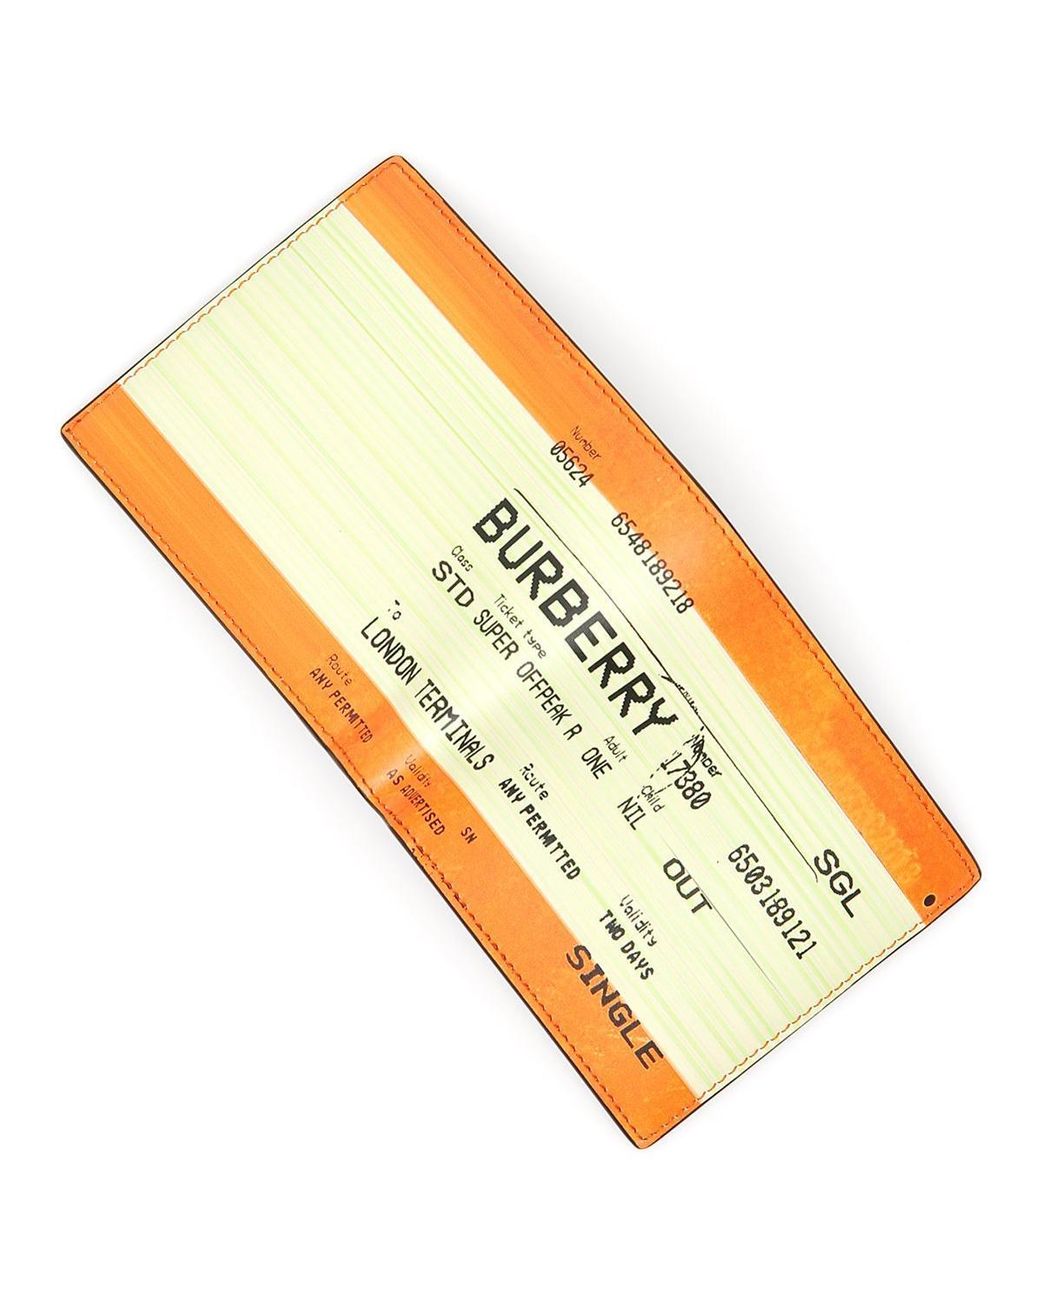 Number
05624
6548189218
BURBERRY
17380
6503189121
SGL
Class
Ticket type
Adult
Child
STD SUPER OFFPEAK R ONE NIL OUT
To
Route
Validity
LONDON TERMINALS ANY PERMITTED TWO DAYS
Route
ANY PERMITTED
Validity
AS ADVERTISED SN
SINGLE